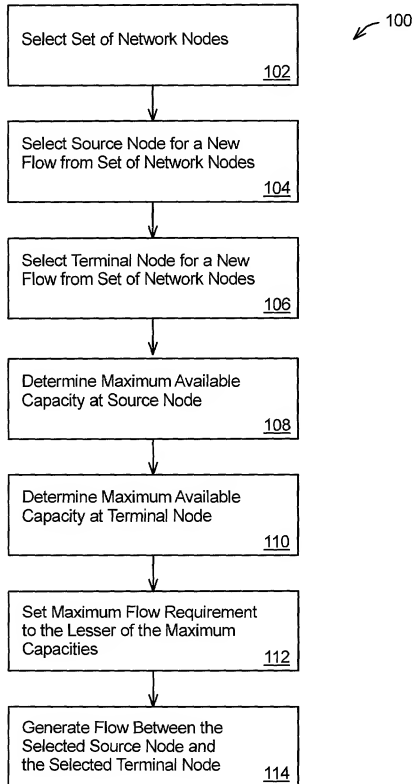 100
Select Set of Network Nodes
102
Select Source Node for a New
Flow from Set of Network Nodes
104
Select Terminal Node for a New
Flow from Set of Network Nodes
106
Determine Maximum Available
Capacity at Source Node
108
Determine Maximum Available
Capacity at Terminal Node
110
Set Maximum Flow Requirement
to the Lesser of the Maximum
Capacities
112
Generate Flow Between the
Selected Source Node and
the Selected Terminal Node
114